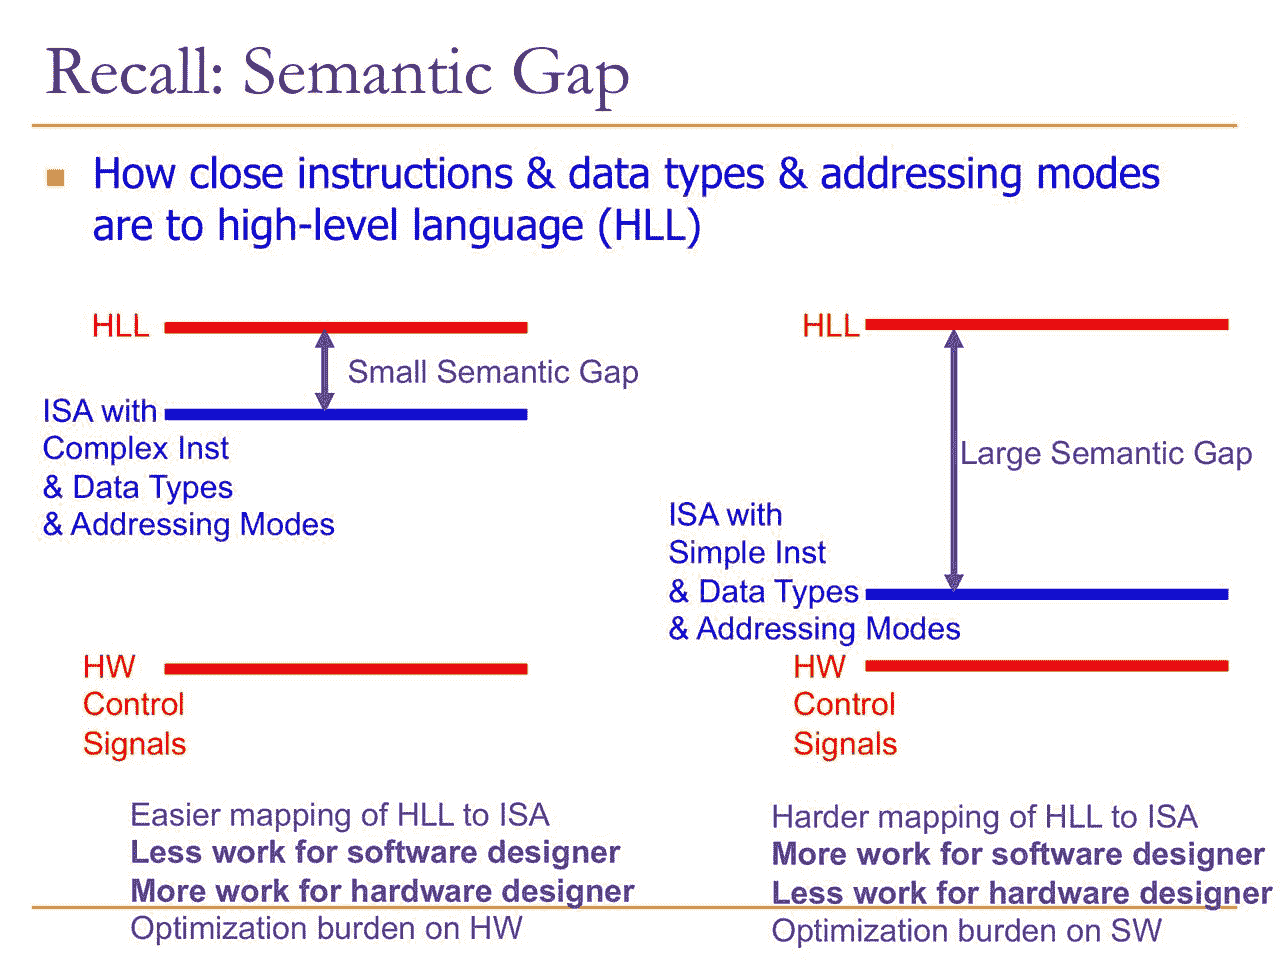 Recall: Semantic Gap
How close instructions & data types & addressing modes
are to high-level language (HLL)
HLL
Small Semantic Gap
ISA with
Complex Inst
& Data Types
& Addressing Modes
HW
Control
Signals
Easier mapping of HLL to ISA
Less work for software designer
More work for hardware designer
Optimization burden on HW
HLL
Large Semantic Gap
ISA with
Simple Inst
& Data Types
& Addressing Modes
HW
Control
Signals
Harder mapping of HLL to ISA
More work for software designer
Less work for hardware designer
Optimization burden on SW